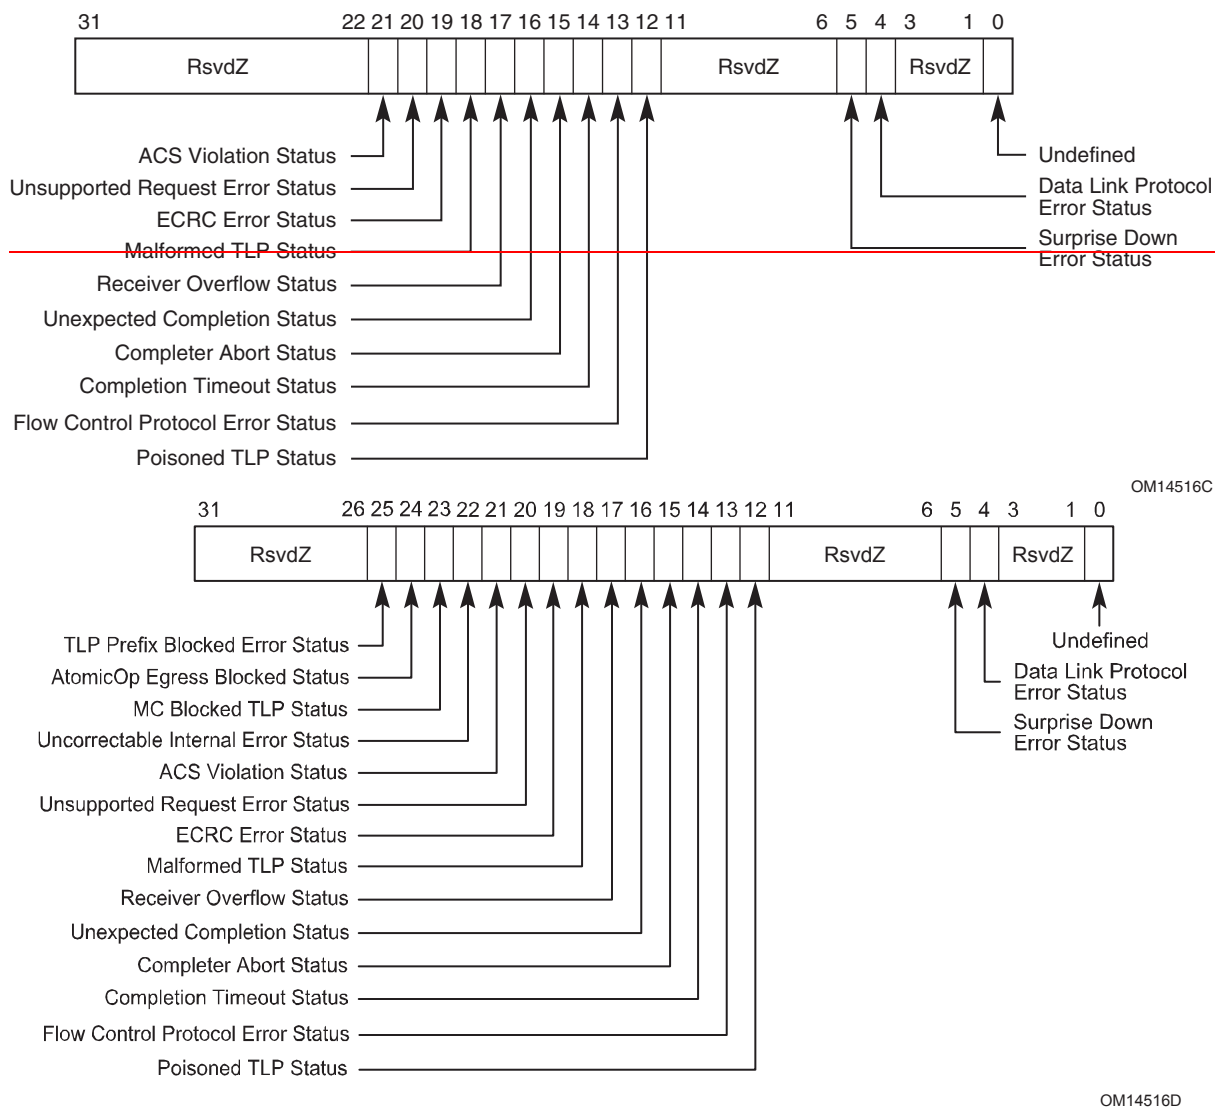 31 22 21 20 19 18 17 16 15 14 13 12 11 6 5 4 3 1 0
RsvdZ RsvdZ RsvdZ
ACS Violation Status
Unsupported Request Error Status
ECRC Error Status
Malformed TLP Status
Receiver Overflow Status
Unexpected Completion Status
Completer Abort Status
Completion Timeout Status
Flow Control Protocol Error Status
Poisoned TLP Status
Undefined
Data Link Protocol
Error Status
Surprise Down
Error Status
OM14516C
31 26 25 24 23 22 21 20 19 18 17 16 15 14 13 12 11 6 5 4 3 1 0
RsvdZ RsvdZ RsvdZ
TLP Prefix Blocked Error Status
AtomicOp Egress Blocked Status
MC Blocked TLP Status
Uncorrectable Internal Error Status
ACS Violation Status
Unsupported Request Error Status
ECRC Error Status
Malformed TLP Status
Receiver Overflow Status
Unexpected Completion Status
Completer Abort Status
Completion Timeout Status
Flow Control Protocol Error Status
Poisoned TLP Status
Undefined
Data Link Protocol
Error Status
Surprise Down
Error Status
OM14516D